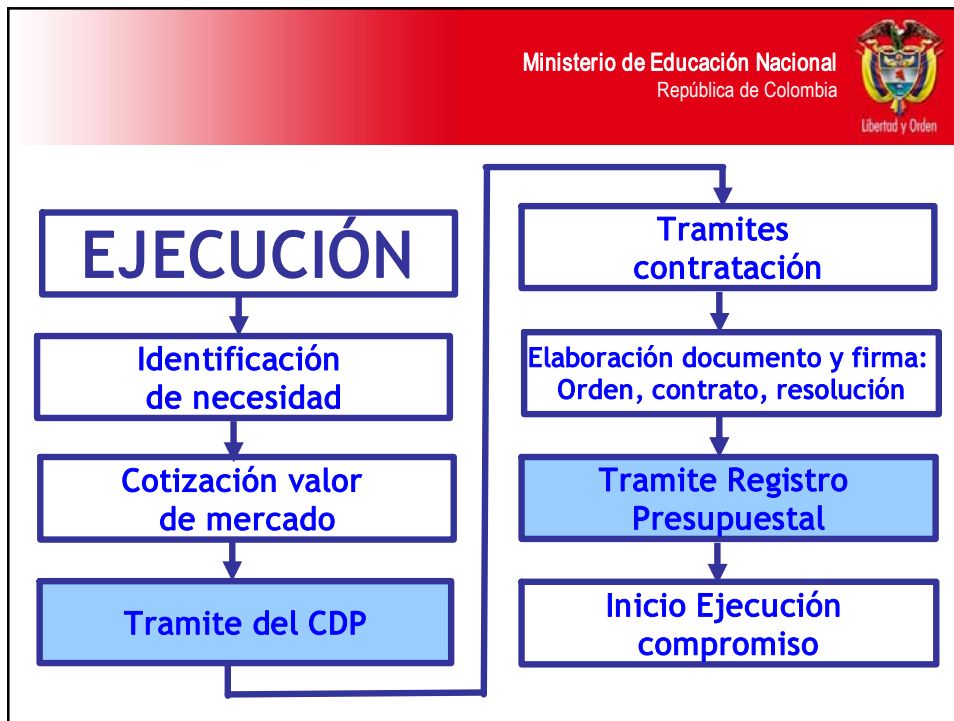 Ministerio de Educación Nacional
República de Colombia
Libertad y Orden
EJECUCIÓN
Identificación
de necesidad
Cotización valor
de mercado
Tramite del CDP
Tramites
contratación
Elaboración documento y firma:
Orden, contrato, resolución
Tramite Registro
Presupuestal
Inicio Ejecución
compromiso